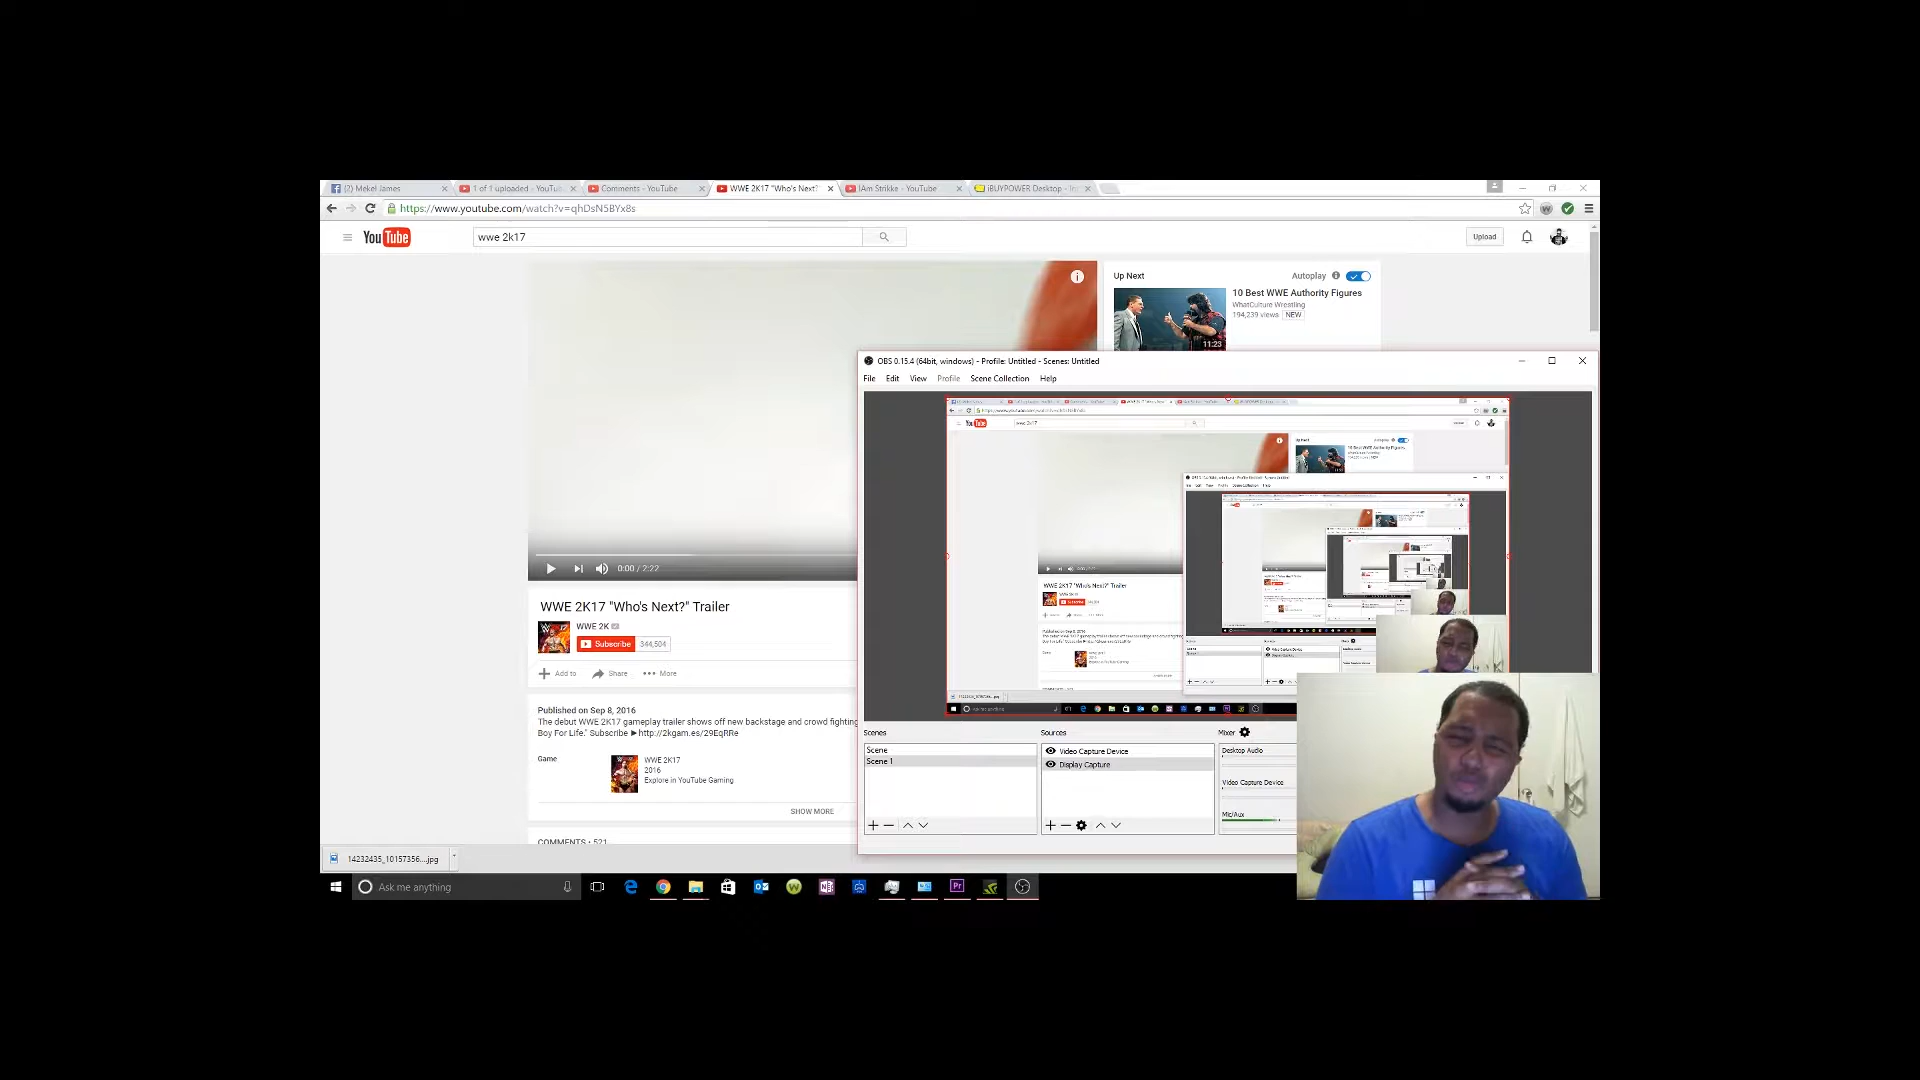 (2) Mekel James
1 of 1 uploaded - YouTub
Comments - YouTube
WWE 2K17 "Who's Next?"
IAm Strikke - YouTube
iBUYPOWER Desktop - In
https://www.youtube.com/watch?v=qhDsN5BYx8s
YouTube
wwe 2k17
Upload
Up Next
Autoplay
10 Best WWE Authority Figures
WhatCulture Wrestling
194,239 views NEW
11:23
OBS 0.15.4 (64bit, windows) - Profile: Untitled - Scenes: Untitled
File Edit View Profile Scene Collection Help
0:00 / 2:22
WWE 2K17 "Who's Next?" Trailer
WWE 2K
Subscribe 344,504
Add to Share More
Published on Sep 8, 2016
The debut WWE 2K17 gameplay trailer shows off new backstage and crowd fighting
Boy For Life." Subscribe ►http://2kgam.es/29EqRRe
Game
WWE 2K17
2016
Explore in YouTube Gaming
SHOW MORE
COMMENTS • 521
Scenes
Scene
Scene 1
Sources
Video Capture Device
Display Capture
Mixer
Desktop Audio
Video Capture Device
Mic/Aux
14232435_10157356....jpg
Ask me anything